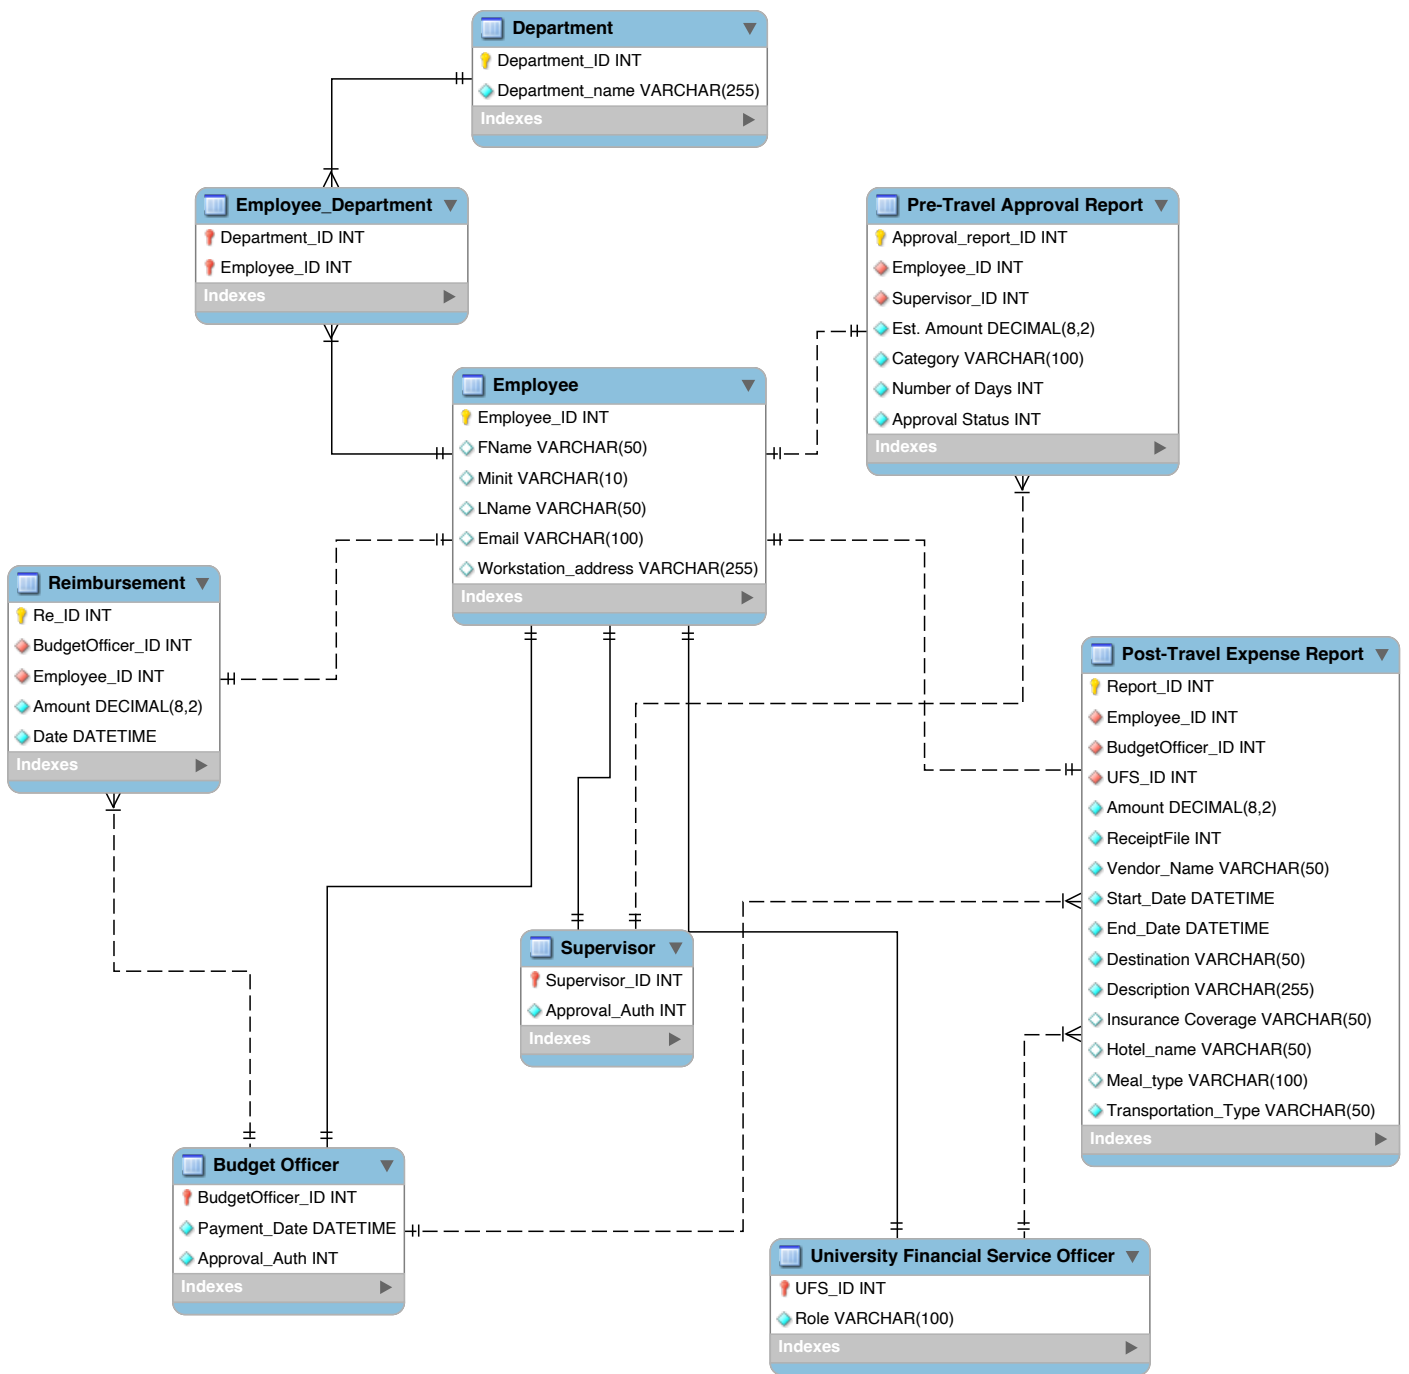 Department
Department_ID INT
Department_name VARCHAR(255)
Indexes
Employee_Department
Department_ID INT
Employee_ID INT
Indexes
Pre-Travel Approval Report
Approval_report_ID INT
Employee_ID INT
Supervisor_ID INT
Est. Amount DECIMAL(8,2)
Category VARCHAR(100)
Number of Days INT
Approval Status INT
Indexes
Employee
Employee_ID INT
FName VARCHAR(50)
Minit VARCHAR(10)
LName VARCHAR(50)
Email VARCHAR(100)
Workstation_address VARCHAR(255)
Indexes
Reimbursement
Re_ID INT
BudgetOfficer_ID INT
Employee_ID INT
Amount DECIMAL(8,2)
Date DATETIME
Indexes
Post-Travel Expense Report
Report_ID INT
Employee_ID INT
BudgetOfficer_ID INT
UFS_ID INT
Amount DECIMAL(8,2)
ReceiptFile INT
Vendor_Name VARCHAR(50)
Start_Date DATETIME
End_Date DATETIME
Destination VARCHAR(50)
Description VARCHAR(255)
Insurance Coverage VARCHAR(50)
Hotel_name VARCHAR(50)
Meal_type VARCHAR(100)
Transportation_Type VARCHAR(50)
Indexes
Supervisor
Supervisor_ID INT
Approval_Auth INT
Indexes
Budget Officer
BudgetOfficer_ID INT
Payment_Date DATETIME
Approval_Auth INT
Indexes
University Financial Service Officer
UFS_ID INT
Role VARCHAR(100)
Indexes